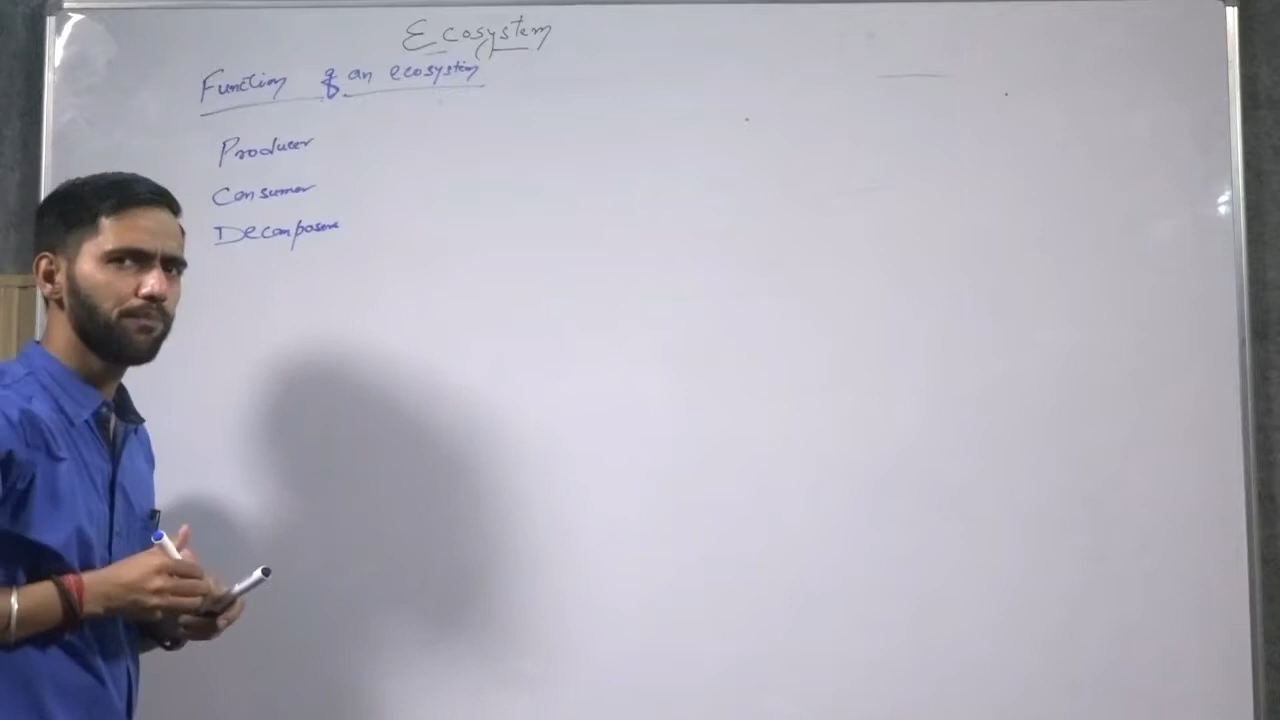 Ecosystem
Function of an ecosystem
Producer
Consumer
Decomposers